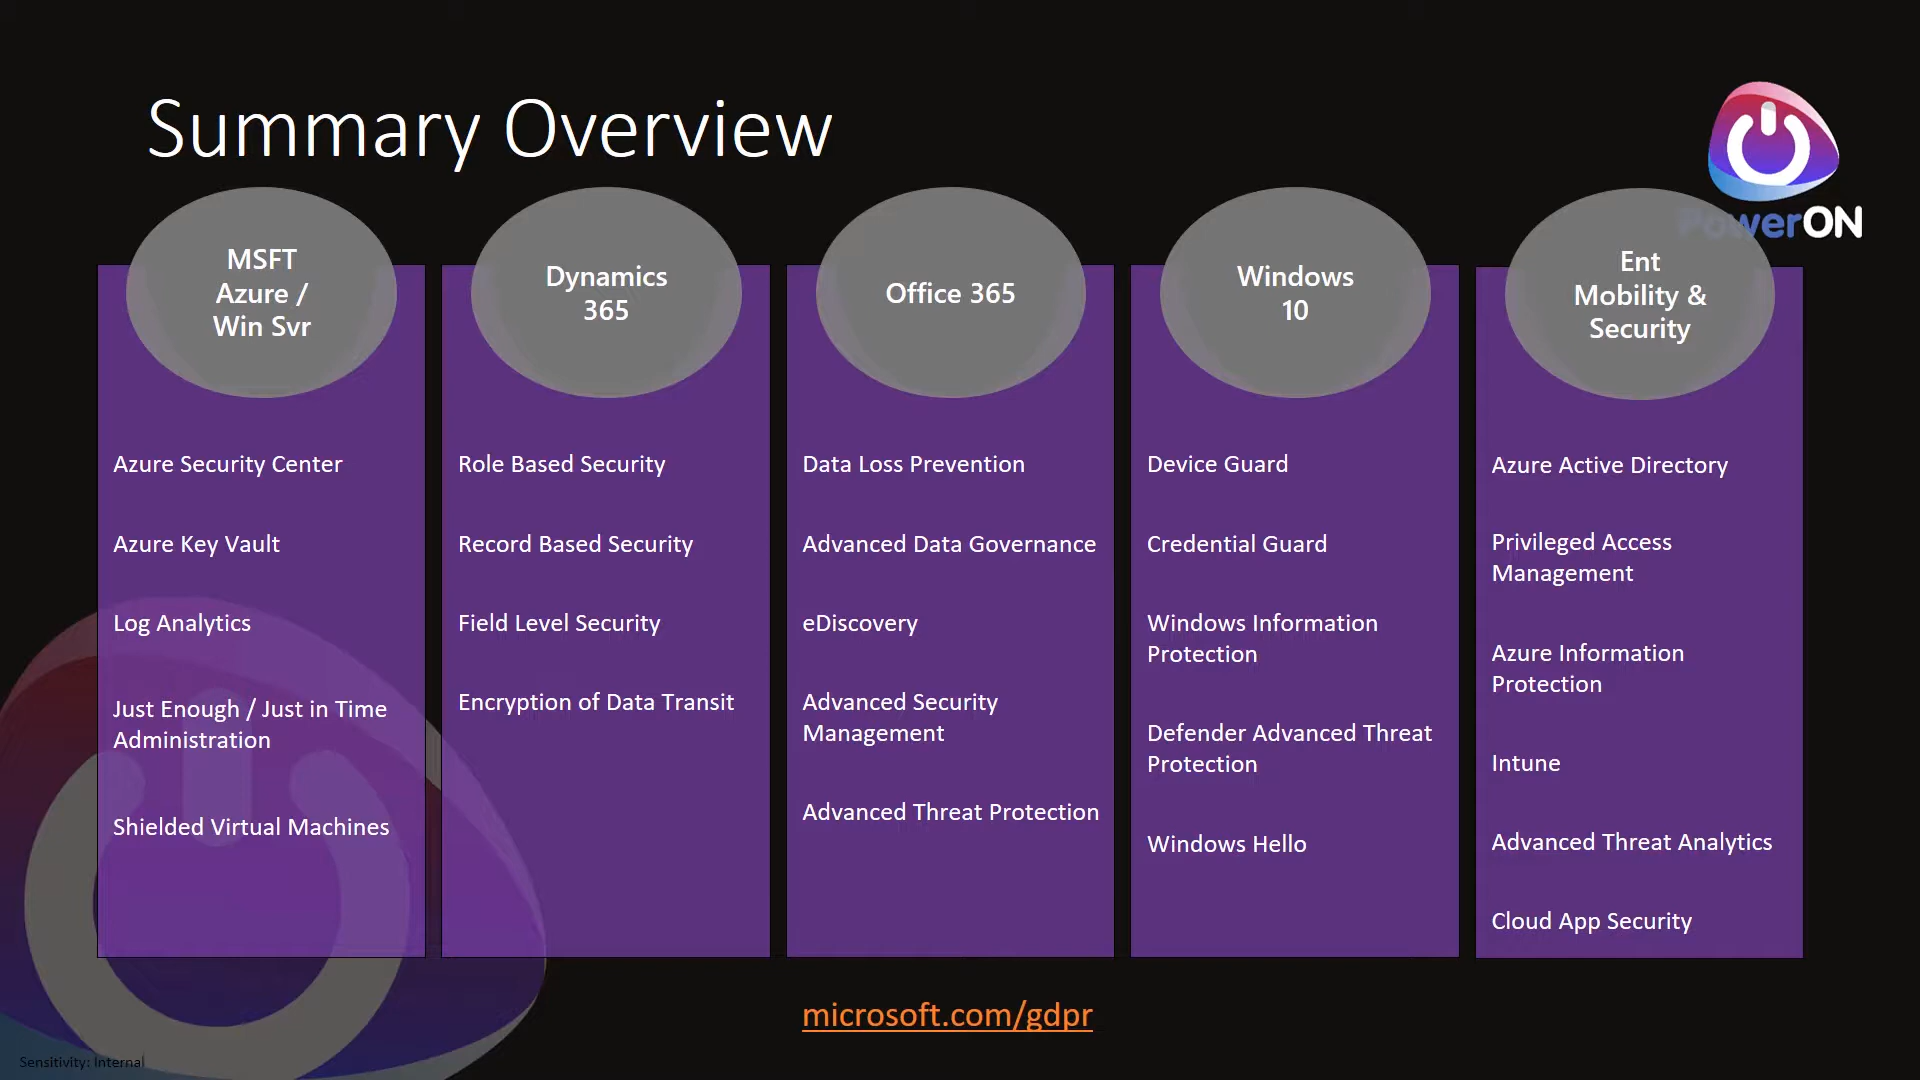 Summary Overview
PowerON
MSFT
Azure /
Win Svr
Azure Security Center
Azure Key Vault
Log Analytics
Just Enough / Just in Time
Administration
Shielded Virtual Machines
Dynamics
365
Role Based Security
Record Based Security
Field Level Security
Encryption of Data Transit
Office 365
Data Loss Prevention
Advanced Data Governance
eDiscovery
Advanced Security
Management
Advanced Threat Protection
Windows
10
Device Guard
Credential Guard
Windows Information
Protection
Defender Advanced Threat
Protection
Windows Hello
Ent
Mobility &
Security
Azure Active Directory
Privileged Access
Management
Azure Information
Protection
Intune
Advanced Threat Analytics
Cloud App Security
microsoft.com/gdpr
Sensitivity: Internal